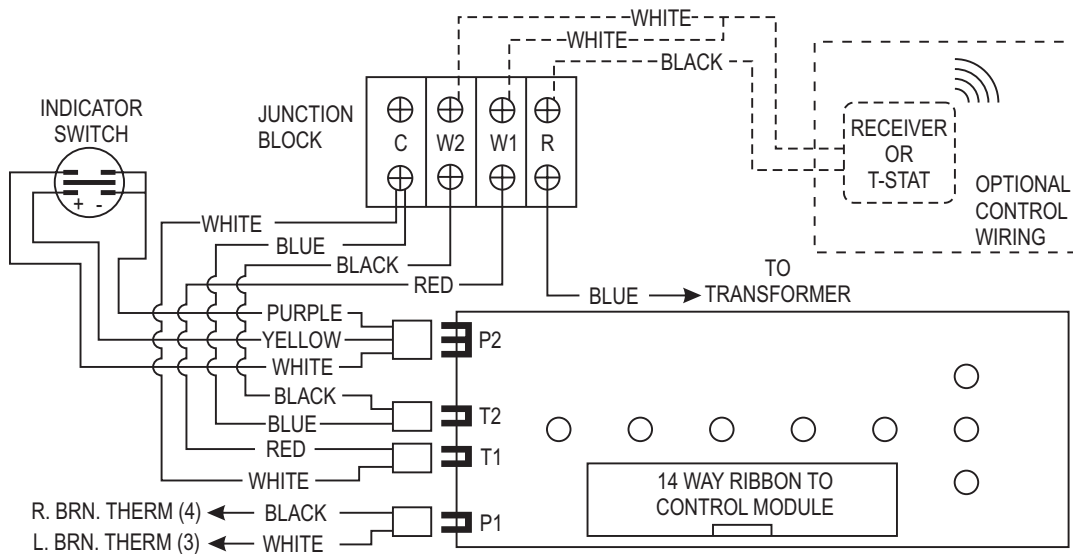 WHITE
WHITE
BLACK
INDICATOR
SWITCH
+ -
JUNCTION
BLOCK
C W2 W1 R
RECEIVER
OR
T-STAT
OPTIONAL
CONTROL
WIRING
WHITE
BLUE
BLACK
RED
BLUE
TO
TRANSFORMER
PURPLE
YELLOW
WHITE
P2
BLACK
BLUE
T2
RED
WHITE
T1
14 WAY RIBBON TO
CONTROL MODULE
R. BRN. THERM (4) BLACK
L. BRN. THERM (3) WHITE
P1